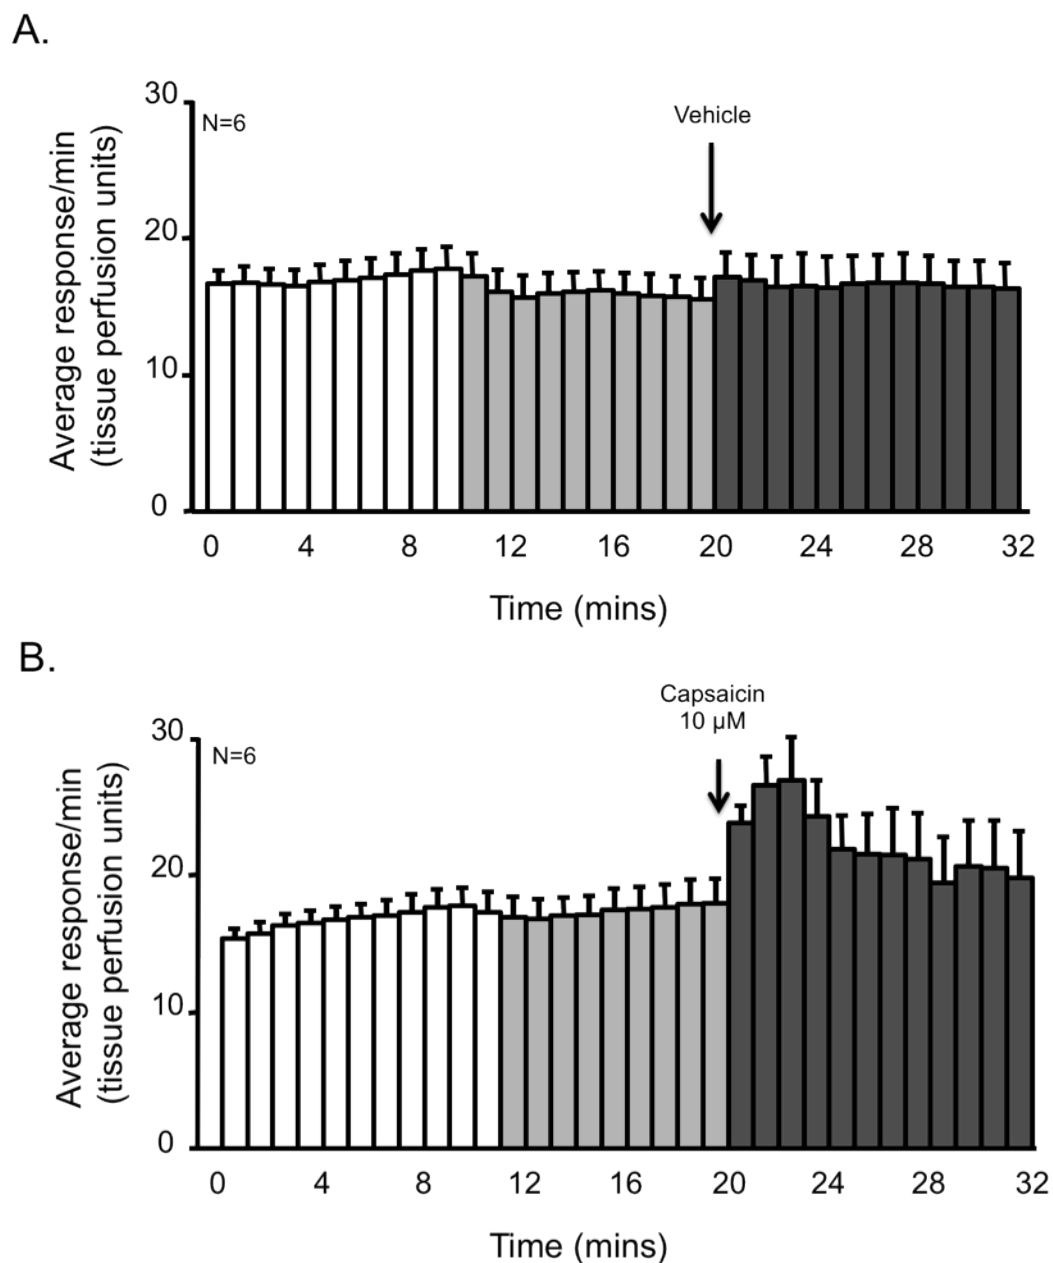 A.
Average response/min
(tissue perfusion units)
30
20
10
0
N=6
Vehicle
0 4 8 12 16 20 24 28 32
Time (mins)
B.
Average response/min
(tissue perfusion units)
30
20
10
0
N=6
Capsaicin
10 µM
0 4 8 12 16 20 24 28 32
Time (mins)